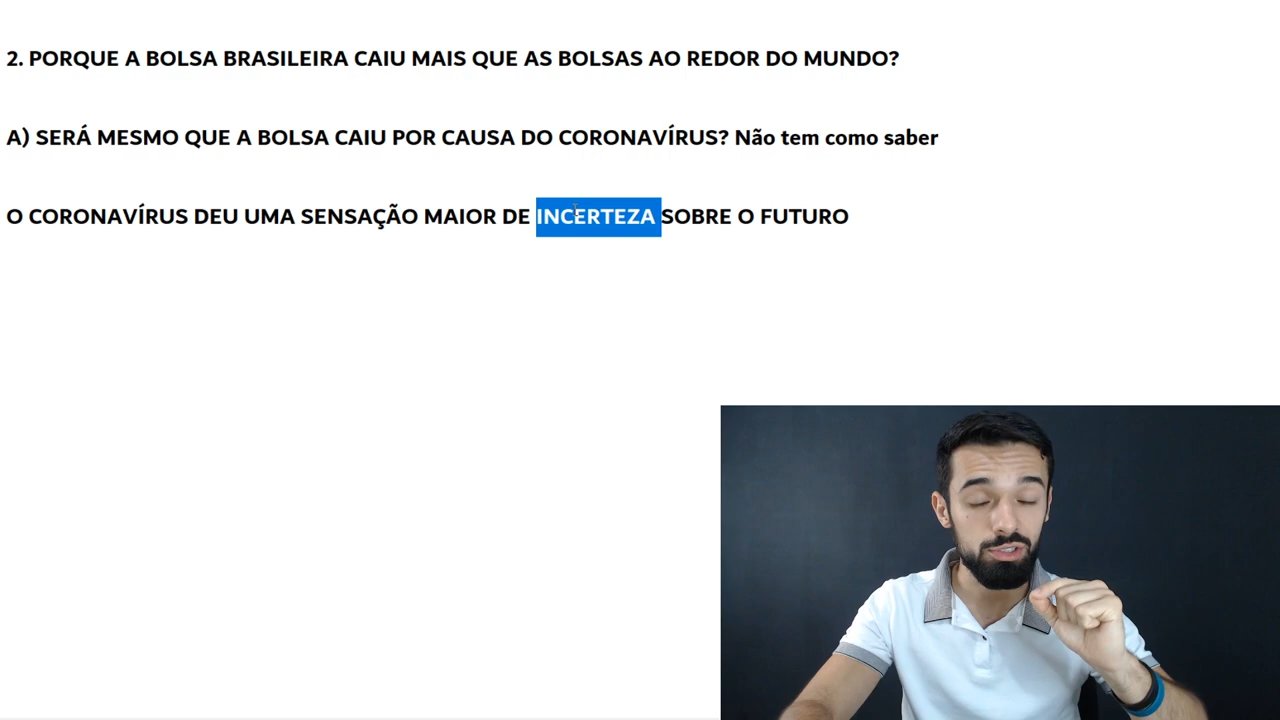 2. PORQUE A BOLSA BRASILEIRA CAIU MAIS QUE AS BOLSAS AO REDOR DO MUNDO?
A) SERÁ MESMO QUE A BOLSA CAIU POR CAUSA DO CORONAVÍRUS? Não tem como saber
O CORONAVÍRUS DEU UMA SENSAÇÃO MAIOR DE INCERTEZA SOBRE O FUTURO